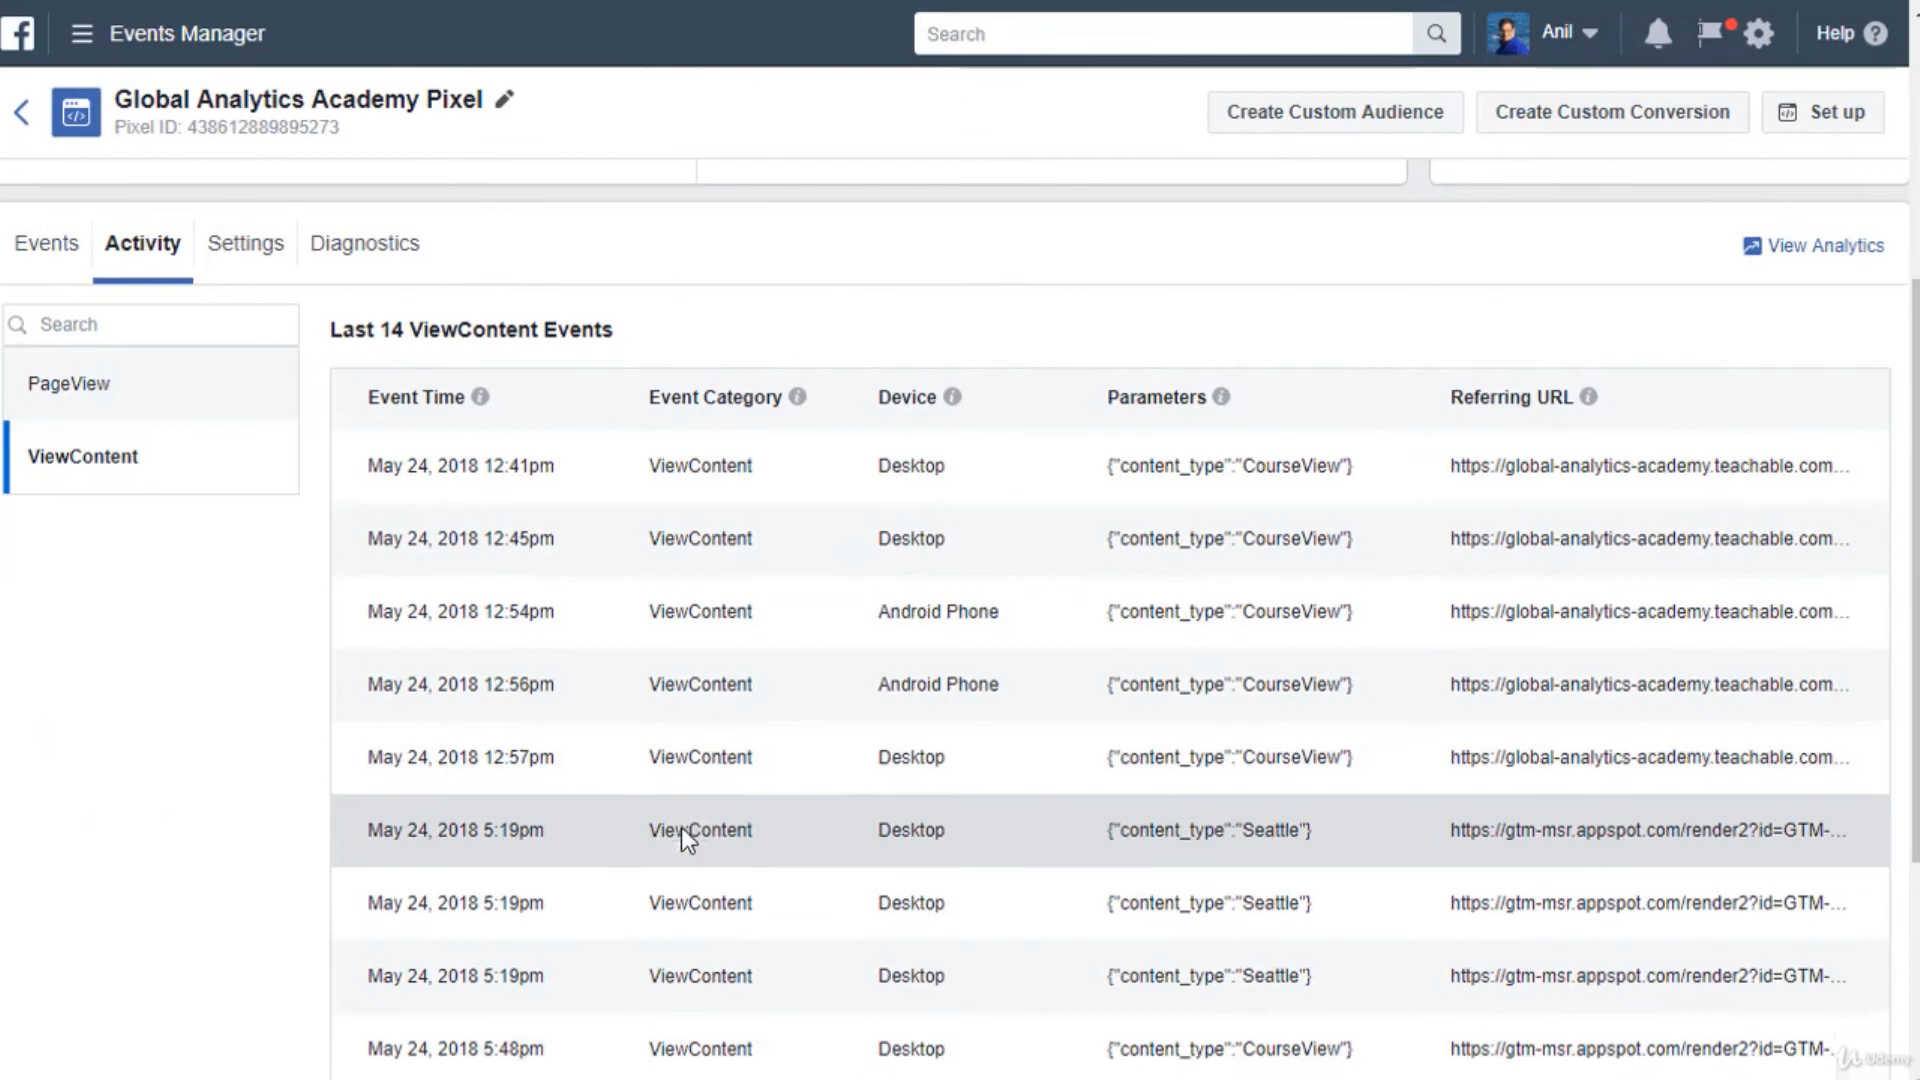 Events Manager
Search
Anil
Help
Global Analytics Academy Pixel
Pixel ID: 438612889895273
Create Custom Audience
Create Custom Conversion
Set up
Events
Activity
Settings
Diagnostics
View Analytics
Search
PageView
ViewContent
Last 14 ViewContent Events
Event Time Event Category Device Parameters Referring URL
May 24, 2018 12:41pm ViewContent Desktop {"content_type":"CourseView"} https://global-analytics-academy.teachable.com...
May 24, 2018 12:45pm ViewContent Desktop {"content_type":"CourseView"} https://global-analytics-academy.teachable.com...
May 24, 2018 12:54pm ViewContent Android Phone {"content_type":"CourseView"} https://global-analytics-academy.teachable.com...
May 24, 2018 12:56pm ViewContent Android Phone {"content_type":"CourseView"} https://global-analytics-academy.teachable.com...
May 24, 2018 12:57pm ViewContent Desktop {"content_type":"CourseView"} https://global-analytics-academy.teachable.com...
May 24, 2018 5:19pm ViewContent Desktop {"content_type":"Seattle"} https://gtm-msr.appspot.com/render2?id=GTM-...
May 24, 2018 5:19pm ViewContent Desktop {"content_type":"Seattle"} https://gtm-msr.appspot.com/render2?id=GTM-...
May 24, 2018 5:19pm ViewContent Desktop {"content_type":"Seattle"} https://gtm-msr.appspot.com/render2?id=GTM-...
May 24, 2018 5:48pm ViewContent Desktop {"content_type":"CourseView"} https://gtm-msr.appspot.com/render2?id=GTM-...
Udemy